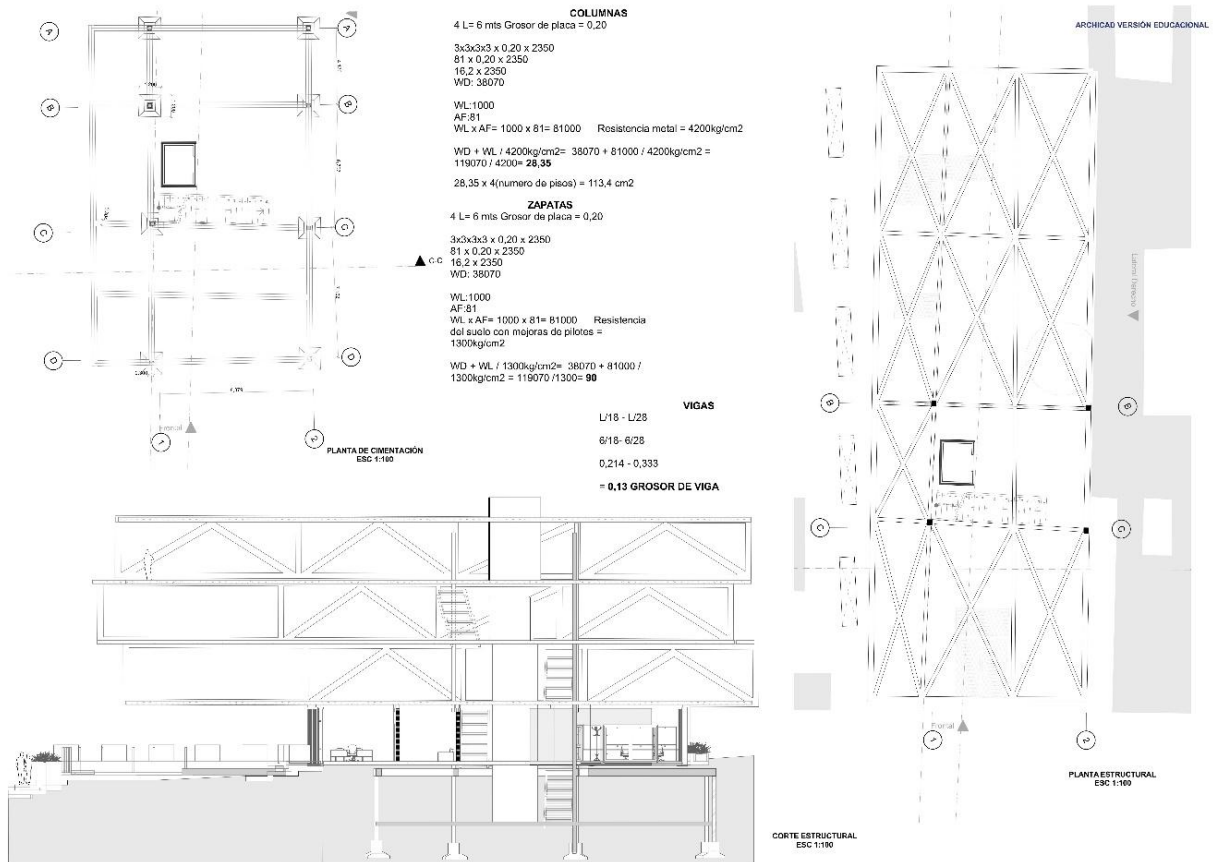 COLUMNAS
4 L= 6 mts Grosor de placa = 0,20
3x3x3x3 x 0,20 x 2350
81 x 0,20 x 2350
16,2 x 2350
WD: 38070
WL:1000
AF:81
WL x AF= 1000 x 81= 81000 Resistencia metal = 4200kg/cm2
WD + WL / 4200kg/cm2= 38070 + 81000 / 4200kg/cm2 =
119070 / 4200= 28,35
28,35 x 4(numero de pisos) = 113,4 cm2
ZAPATAS
4 L= 6 mts Grosor de placa = 0,20
3x3x3x3 x 0,20 x 2350
81 x 0,20 x 2350
16,2 x 2350
WD: 38070
WL:1000
AF:81
WL x AF= 1000 x 81= 81000 Resistencia
del suelo con mejoras de pilotes =
1300kg/cm2
WD + WL / 1300kg/cm2= 38070 + 81000 /
1300kg/cm2 = 119070 /1300= 90
VIGAS
L/18 - L/28
6/18- 6/28
0,214 - 0,333
= 0,13 GROSOR DE VIGA
A
A
B
B
C
C
C-C
D
D
Frontal
1
2
PLANTA DE CIMENTACIÓN
ESC 1:100
ARCHICAD VERSIÓN EDUCACIONAL
Lateral Derecho
B
B
C
C
Frontal
1
2
PLANTA ESTRUCTURAL
ESC 1:100
CORTE ESTRUCTURAL
ESC 1:100